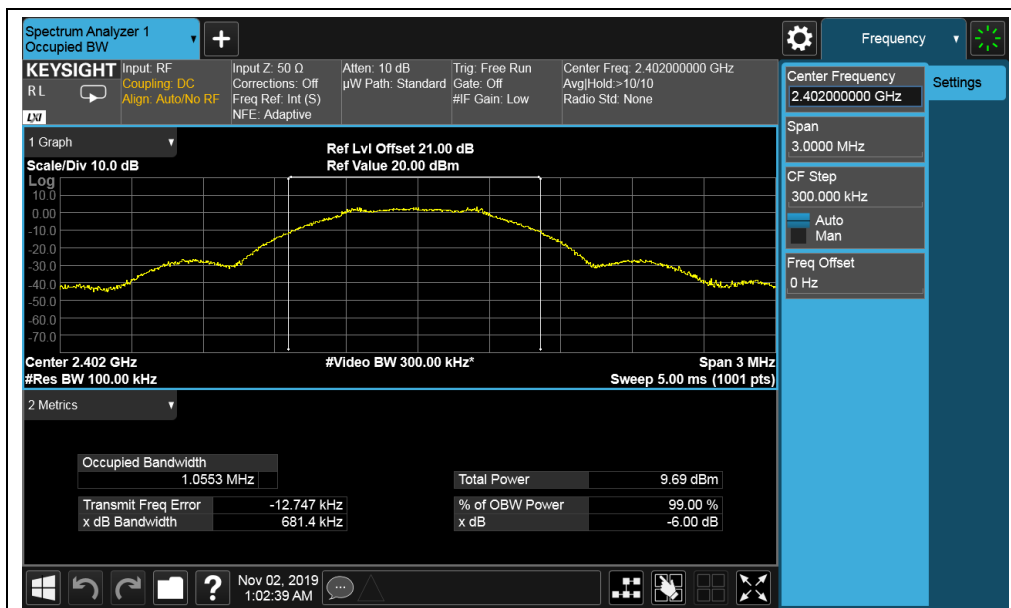 Spectrum Analyzer 1
Occupied BW
Frequency
KEYSIGHT
R L
LXI
Input: RF
Coupling: DC
Align: Auto/No RF
Input Z: 50 Ω
Corrections: Off
Freq Ref: Int (S)
NFE: Adaptive
Atten: 10 dB
µW Path: Standard
Trig: Free Run
Gate: Off
#IF Gain: Low
Center Freq: 2.402000000 GHz
Avg|Hold:>10/10
Radio Std: None
Center Frequency
2.402000000 GHz
Settings
Span
3.0000 MHz
CF Step
300.000 kHz
Auto
Man
Freq Offset
0 Hz
1 Graph
Scale/Div 10.0 dB
Ref Lvl Offset 21.00 dB
Ref Value 20.00 dBm
Log
10.0
0.00
-10.0
-20.0
-30.0
-40.0
-50.0
-60.0
-70.0
Center 2.402 GHz
#Video BW 300.00 kHz*
Span 3 MHz
#Res BW 100.00 kHz
Sweep 5.00 ms (1001 pts)
2 Metrics
Occupied Bandwidth
1.0553 MHz
Total Power 9.69 dBm
Transmit Freq Error -12.747 kHz
% of OBW Power 99.00 %
x dB Bandwidth 681.4 kHz
x dB -6.00 dB
?
Nov 02, 2019
1:02:39 AM